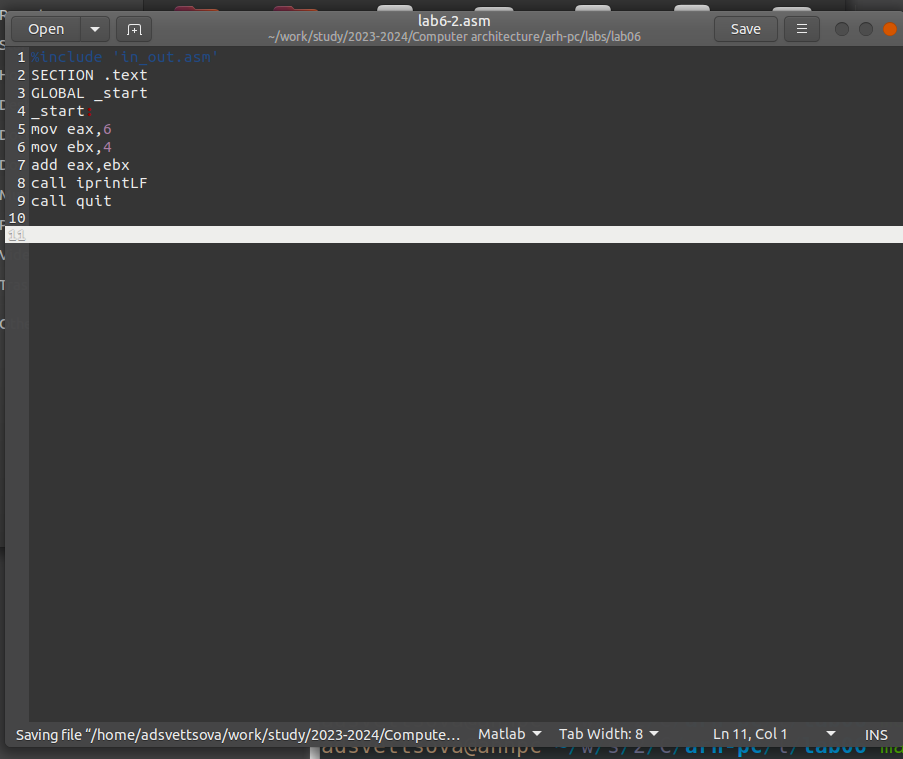 Open
lab6-2.asm
~/work/study/2023-2024/Computer architecture/arh-pc/labs/lab06
Save
1 %include 'in_out.asm'
2 SECTION .text
3 GLOBAL _start
4 _start:
5 mov eax,6
6 mov ebx,4
7 add eax,ebx
8 call iprintLF
9 call quit
10
11
Saving file “/home/adsvettsova/work/study/2023-2024/Compute… Matlab Tab Width: 8 Ln 11, Col 1 INS